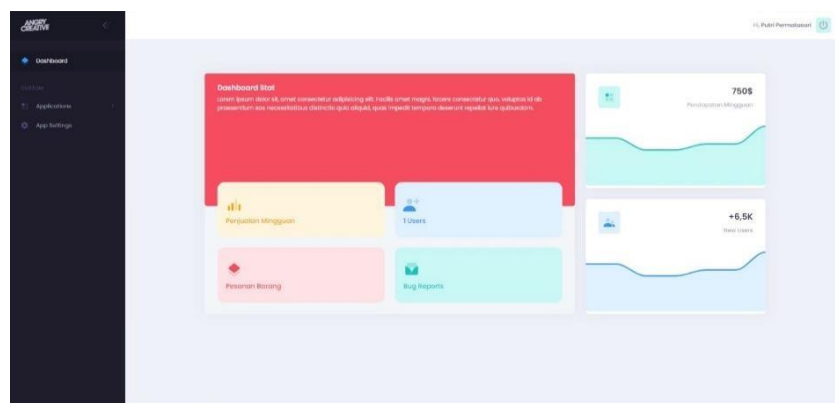 ANGRY
CREATIVE
Hi, Putri Permatasari
Dashboard
CUSTOM
Applications
App Settings
Dashboard Stat
Lorem ipsum dolor sit, amet consectetur adipisicing elit. Facilis amet magni, facere consectetur quo, voluptas id ab
praesentium eos necessitatibus distinctio quia aliquid, quas impedit tempora deserunt repellat iure quibusdam.
Penjualan Mingguan
1 Users
Pesanan Barang
Bug Reports
750$
Pendapatan Mingguan
+6,5K
New Users